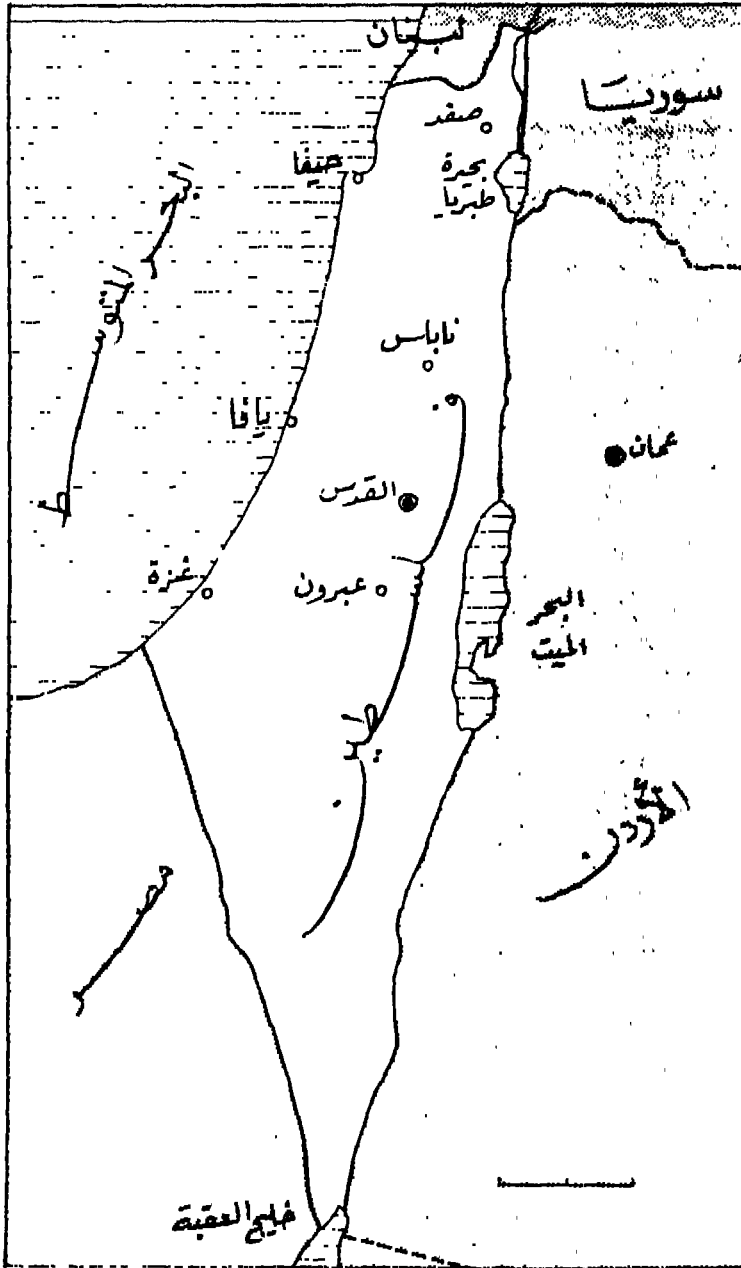 لبنان
سوريا
صفد
حيفا
بحيرة
طبريا
البحر
المتوسط
نابلس
يافا
عمان
القدس
غزة
عبرون
البحر
الميت
فلسطين
الأردن
مصر
خليج العقبة